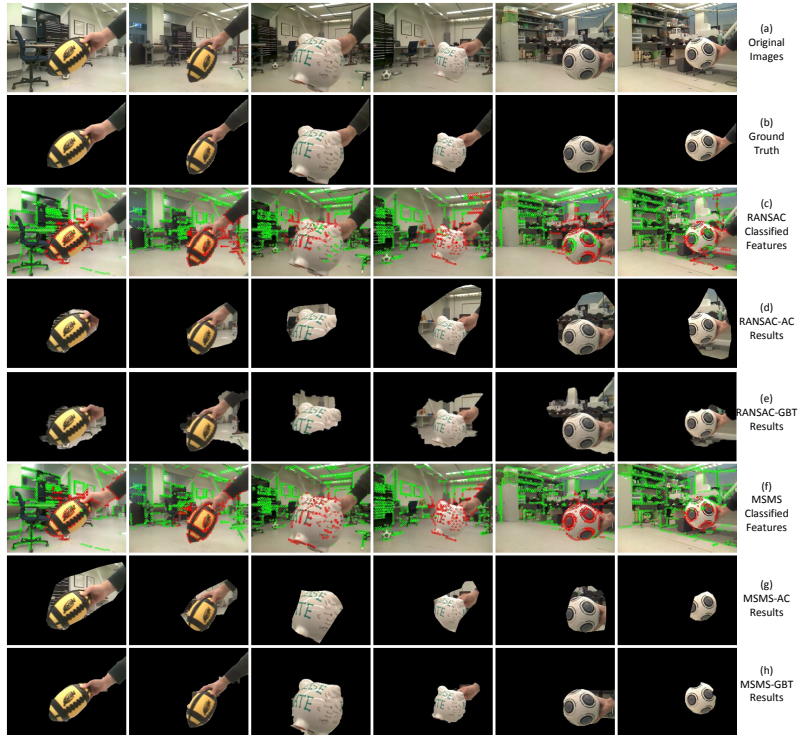 (a)
Original
Images
(b)
Ground
Truth
(c)
RANSAC
Classified
Features
(d)
RANSAC-AC
Results
(e)
RANSAC-GBT
Results
(f)
MSMS
Classified
Features
(g)
MSMS-AC
Results
(h)
MSMS-GBT
Results